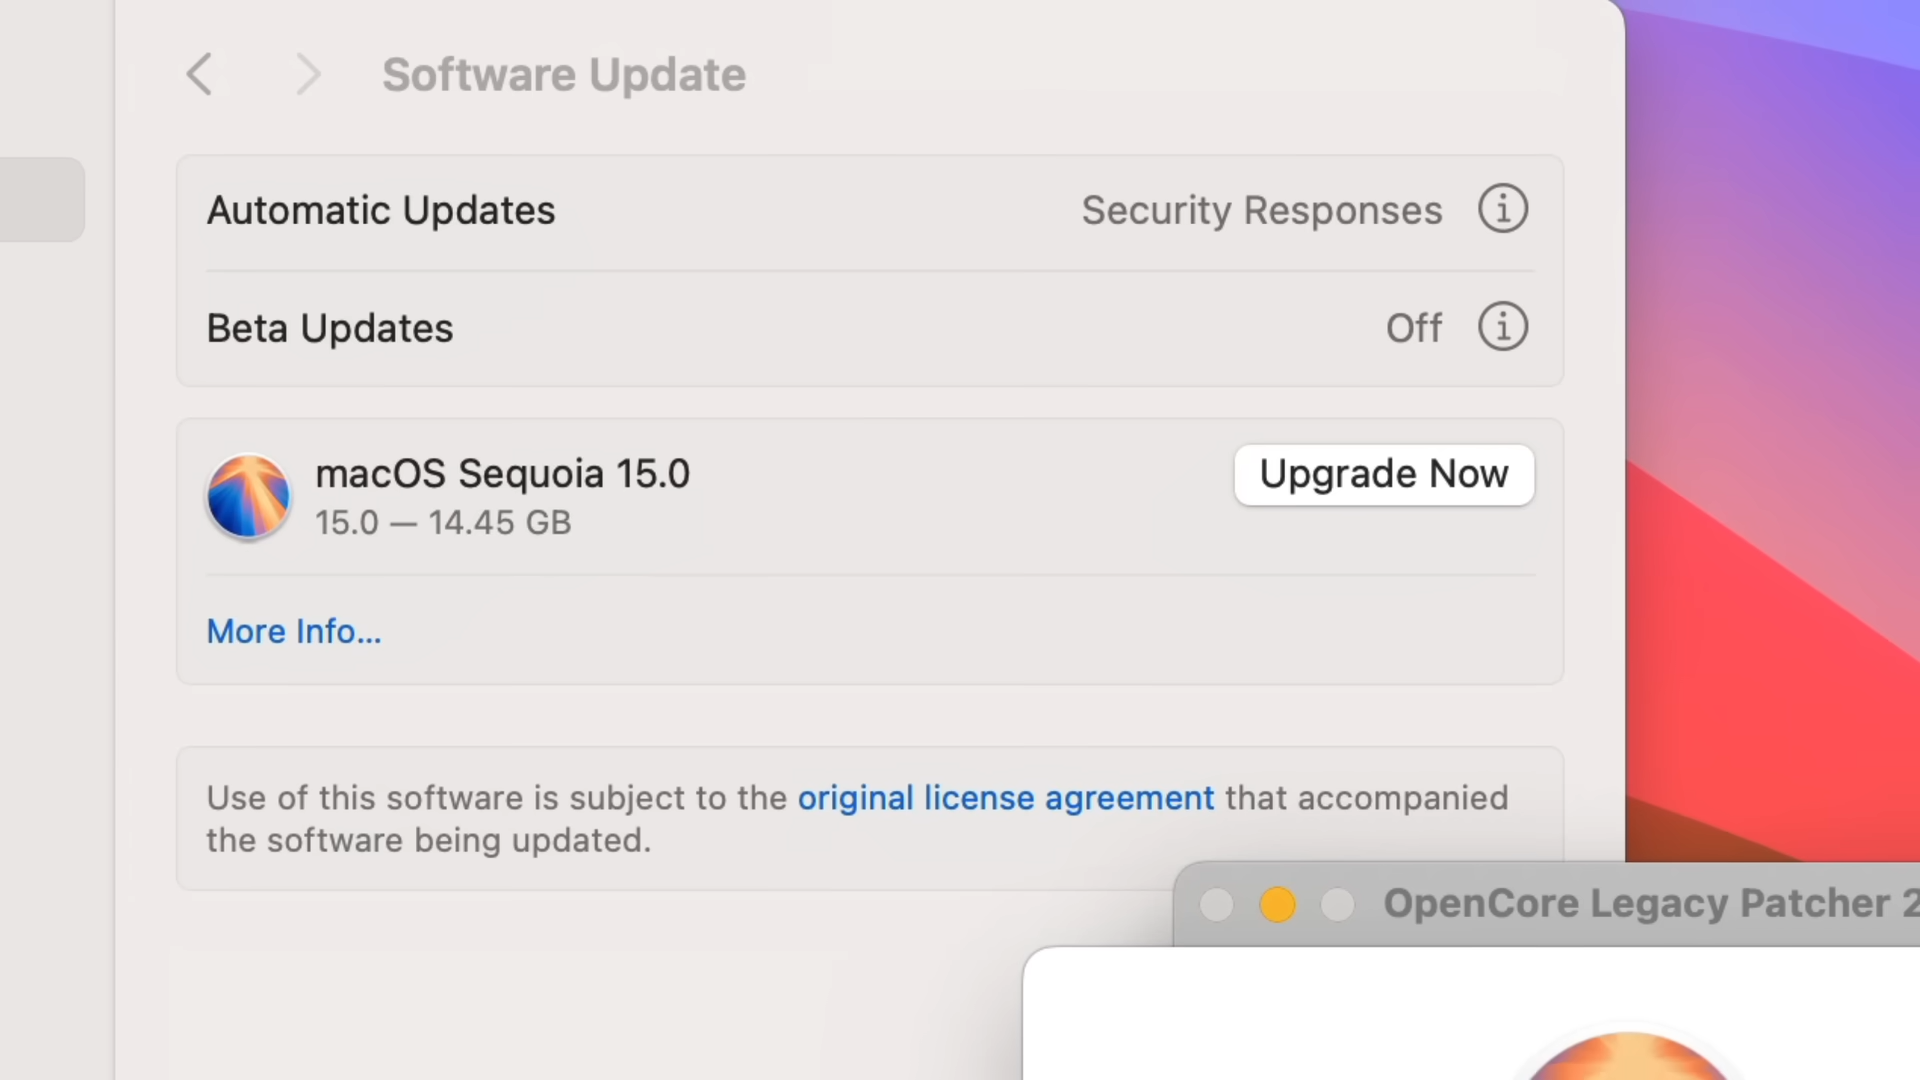 Software Update
Automatic Updates
Security Responses
Beta Updates
Off
macOS Sequoia 15.0
15.0 — 14.45 GB
Upgrade Now
More Info...
Use of this software is subject to the original license agreement that accompanied
the software being updated.
OpenCore Legacy Patcher 2